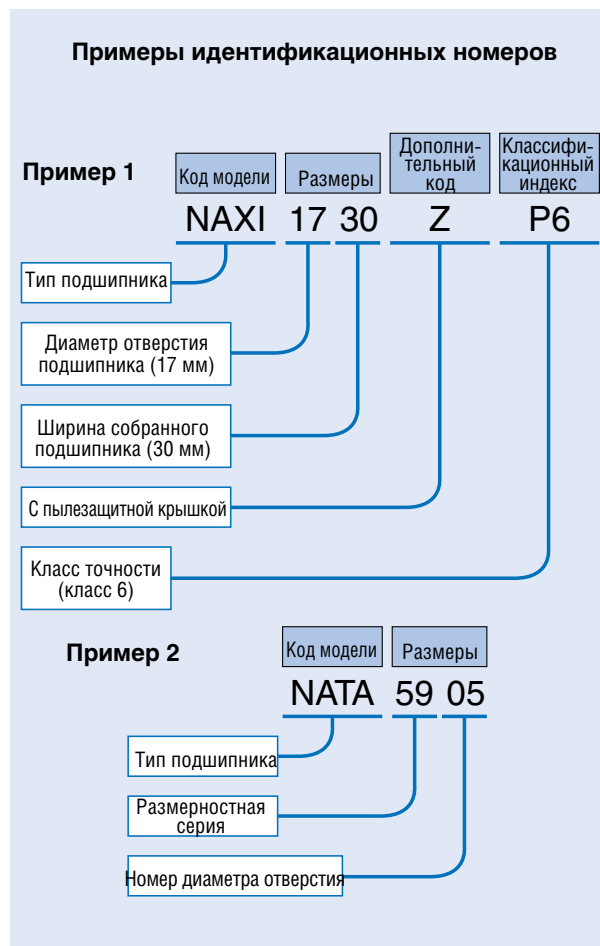 Примеры идентификационных номеров
Пример 1
Код модели
Размеры
Дополни-
тельный
код
Классифи-
кационный
индекс
NAXI 17 30 Z P6
Тип подшипника
Диаметр отверстия
подшипника (17 мм)
Ширина собранного
подшипника (30 мм)
С пылезащитной крышкой
Класс точности
(класс 6)
Пример 2
Код модели
Размеры
NATA 59 05
Тип подшипника
Размерностная
серия
Номер диаметра отверстия